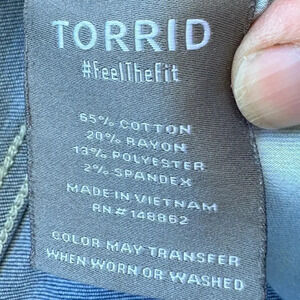 TORRID
#FeelTheFit
65% COTTON
20% RAYON
13% POLYESTER
2% SPANDEX
MADE IN VIETNAM
RN# 148862
COLOR MAY TRANSFER
WHEN WORN OR WASHED